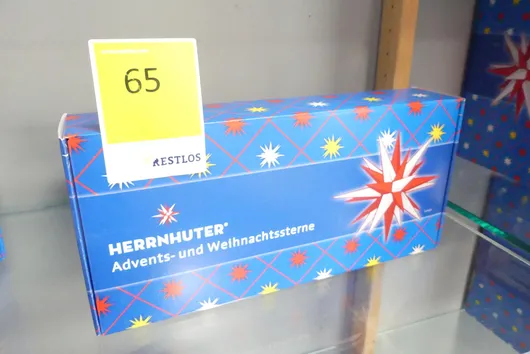 65
RESTLOS
HERRNHUTER®
Advents- und Weihnachtssterne